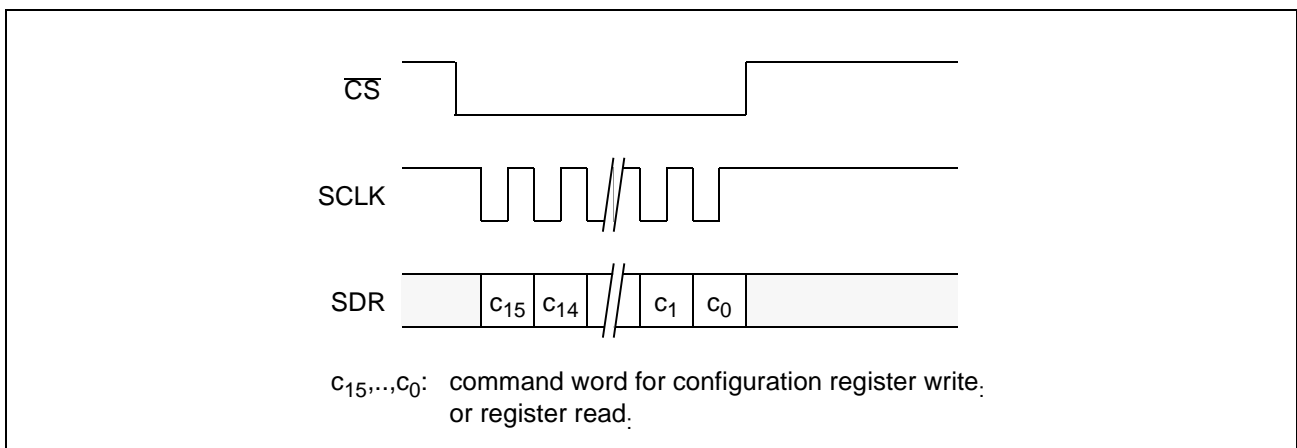 CS
SCLK
SDR
c15 c14 c1 c0
c15,..,c0: command word for configuration register write.
or register read.